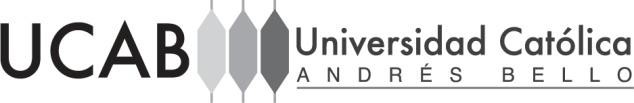 UCAB
Universidad Católica
ANDRÉS BELLO